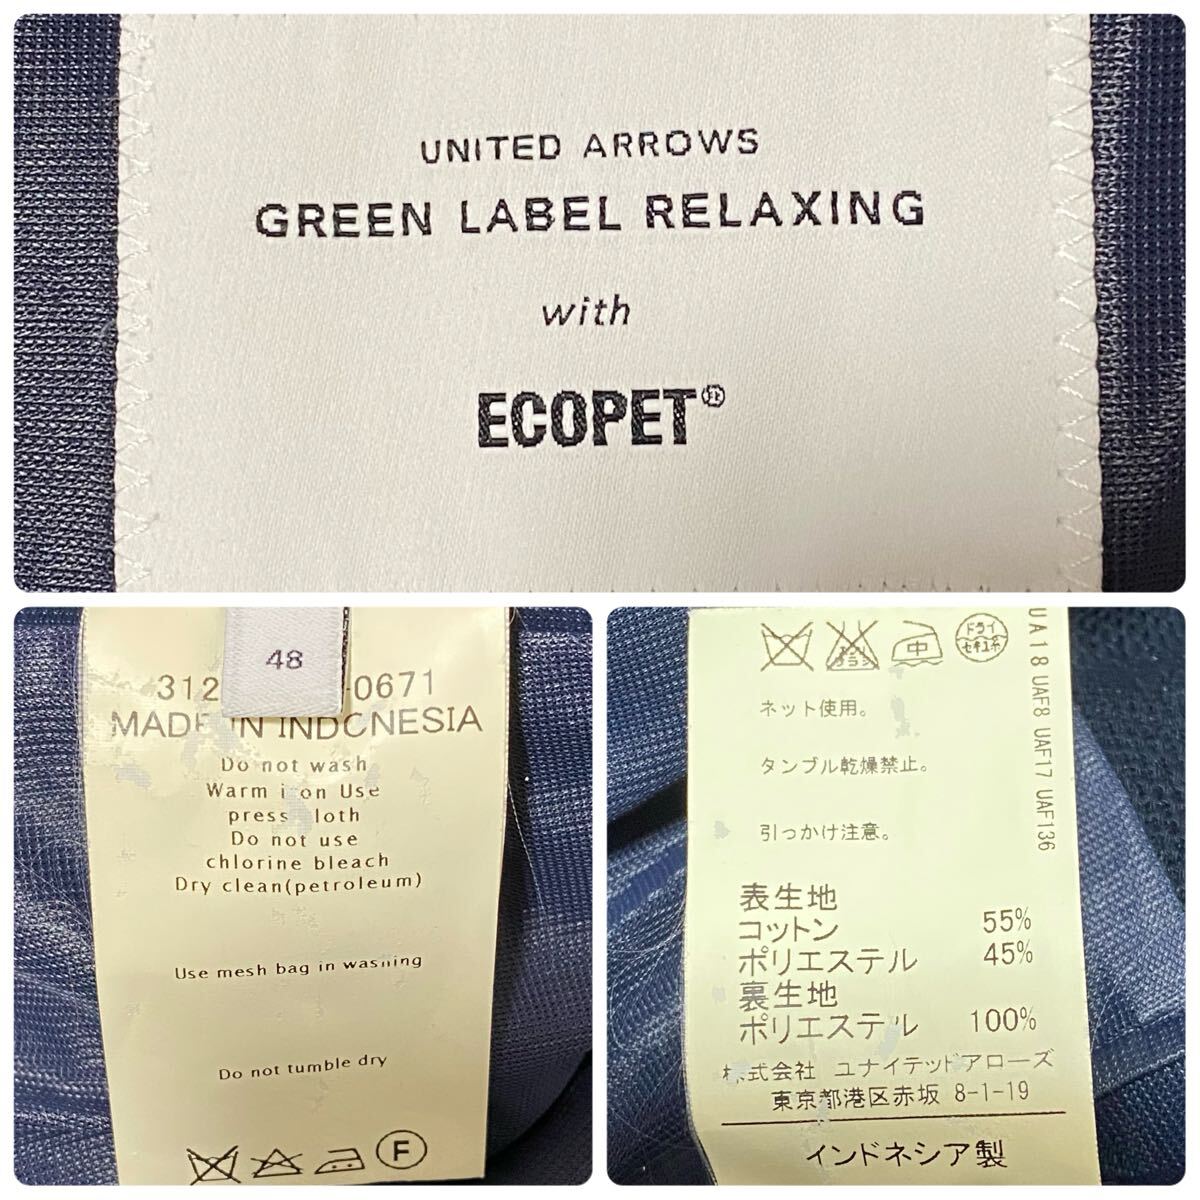 UNITED ARROWS
GREEN LABEL RELAXING
with
ECOPET®
48
312 0671
MADE IN INDONESIA
Do not wash
Warm iron Use
press cloth
Do not use
chlorine bleach
Dry clean(petroleum)
Use mesh bag in washing
Do not tumble dry
F
エンソ
サラシ
中
ドライ
セキユ系
UA18 UAF8 UAF17 UAF136
ネット使用。
タンブル乾燥禁止。
引っかけ注意。
表生地
コットン 55%
ポリエステル 45%
裏生地
ポリエステル 100%
株式会社 ユナイテッドアローズ
東京都港区赤坂 8-1-19
インドネシア製